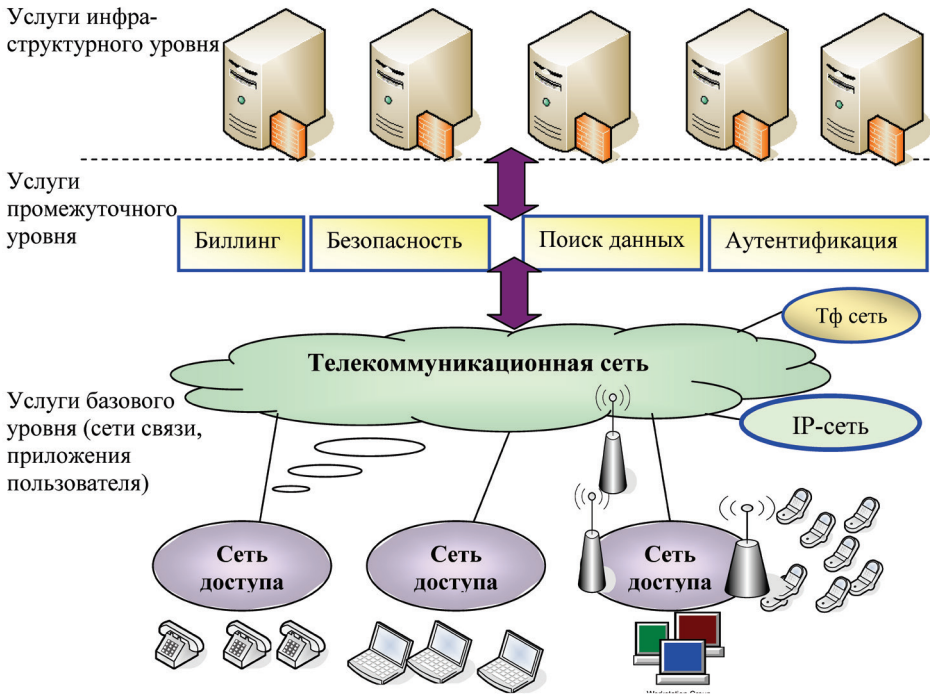 Услуги инфра-
структурного уровня
Услуги
промежуточного
уровня
Биллинг
Безопасность
Поиск данных
Аутентификация
Тф сеть
Телекоммуникационная сеть
Услуги базового
уровня (сети связи,
приложения
пользователя)
IP-сеть
Сеть
доступа
Сеть
доступа
Сеть
доступа